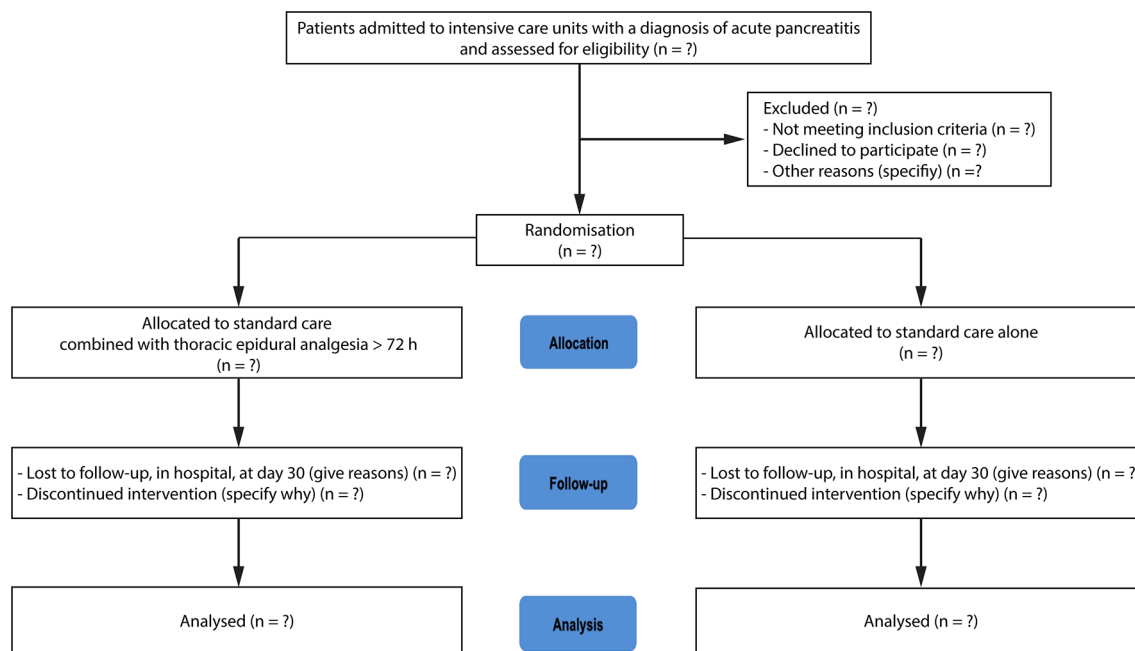 Patients admitted to intensive care units with a diagnosis of acute pancreatitis
and assessed for eligibility (n = ?)
Excluded (n = ?)
- Not meeting inclusion criteria (n = ?)
- Declined to participate (n = ?)
- Other reasons (specifiy) (n =?
Randomisation
(n = ?)
Allocated to standard care
combined with thoracic epidural analgesia > 72 h
(n = ?)
Allocation
Allocated to standard care alone
(n = ?)
- Lost to follow-up, in hospital, at day 30 (give reasons) (n = ?)
- Discontinued intervention (specify why) (n = ?)
Follow-up
- Lost to follow-up, in hospital, at day 30 (give reasons) (n = ?
- Discontinued intervention (specify why) (n = ?)
Analysed (n = ?)
Analysis
Analysed (n = ?)